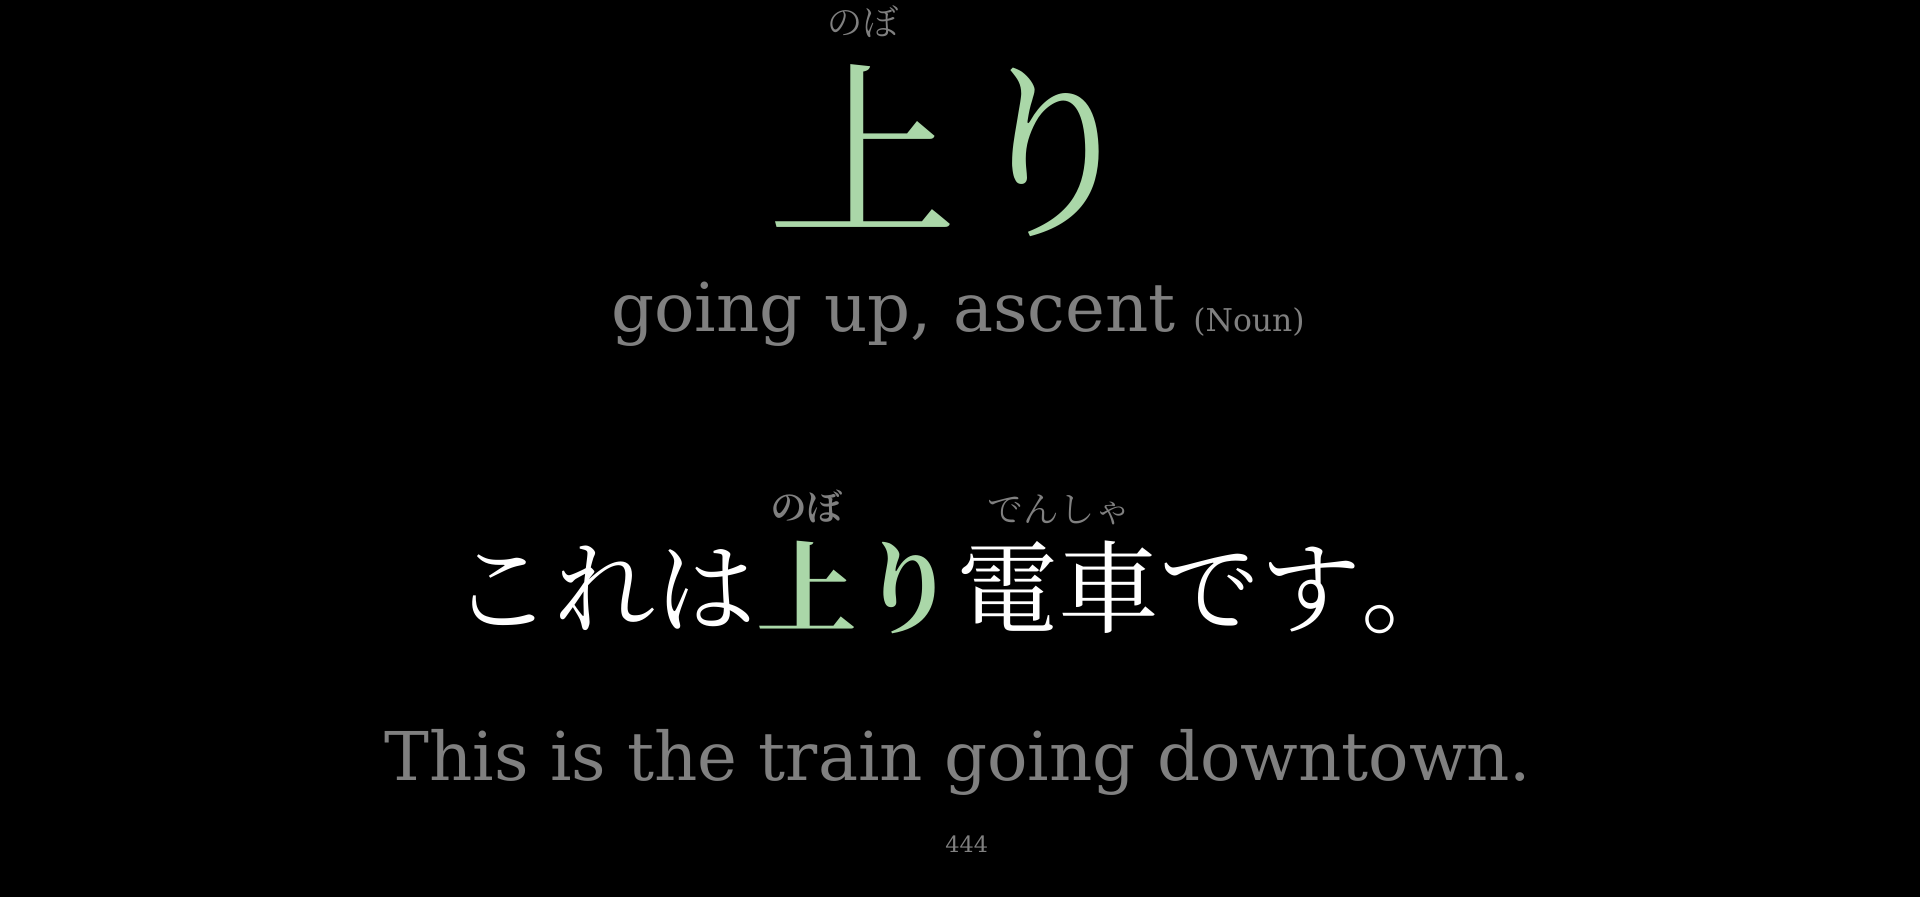 のぼ
上り
going up, ascent (Noun)
のぼ でんしゃ
これは上り電車です。
This is the train going downtown.
444